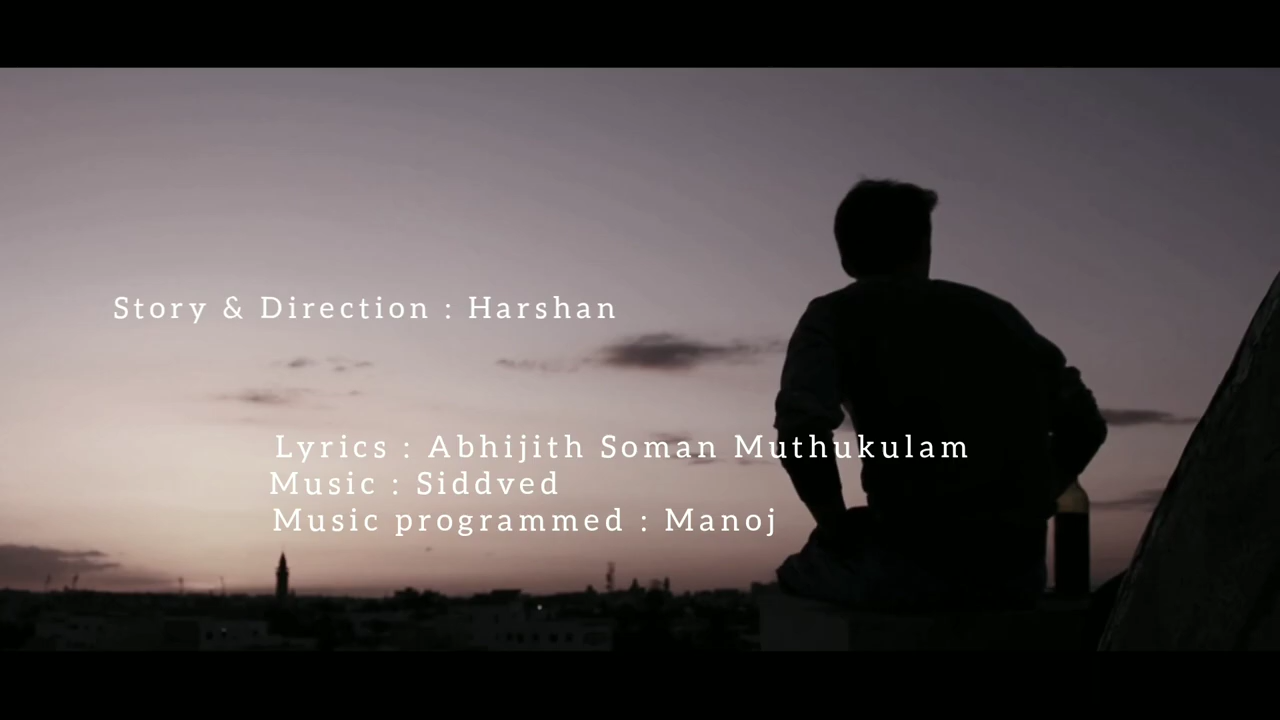 Story & Direction : Harshan
Lyrics : Abhijith Soman Muthukulam
Music : Siddved
Music programmed : Manoj